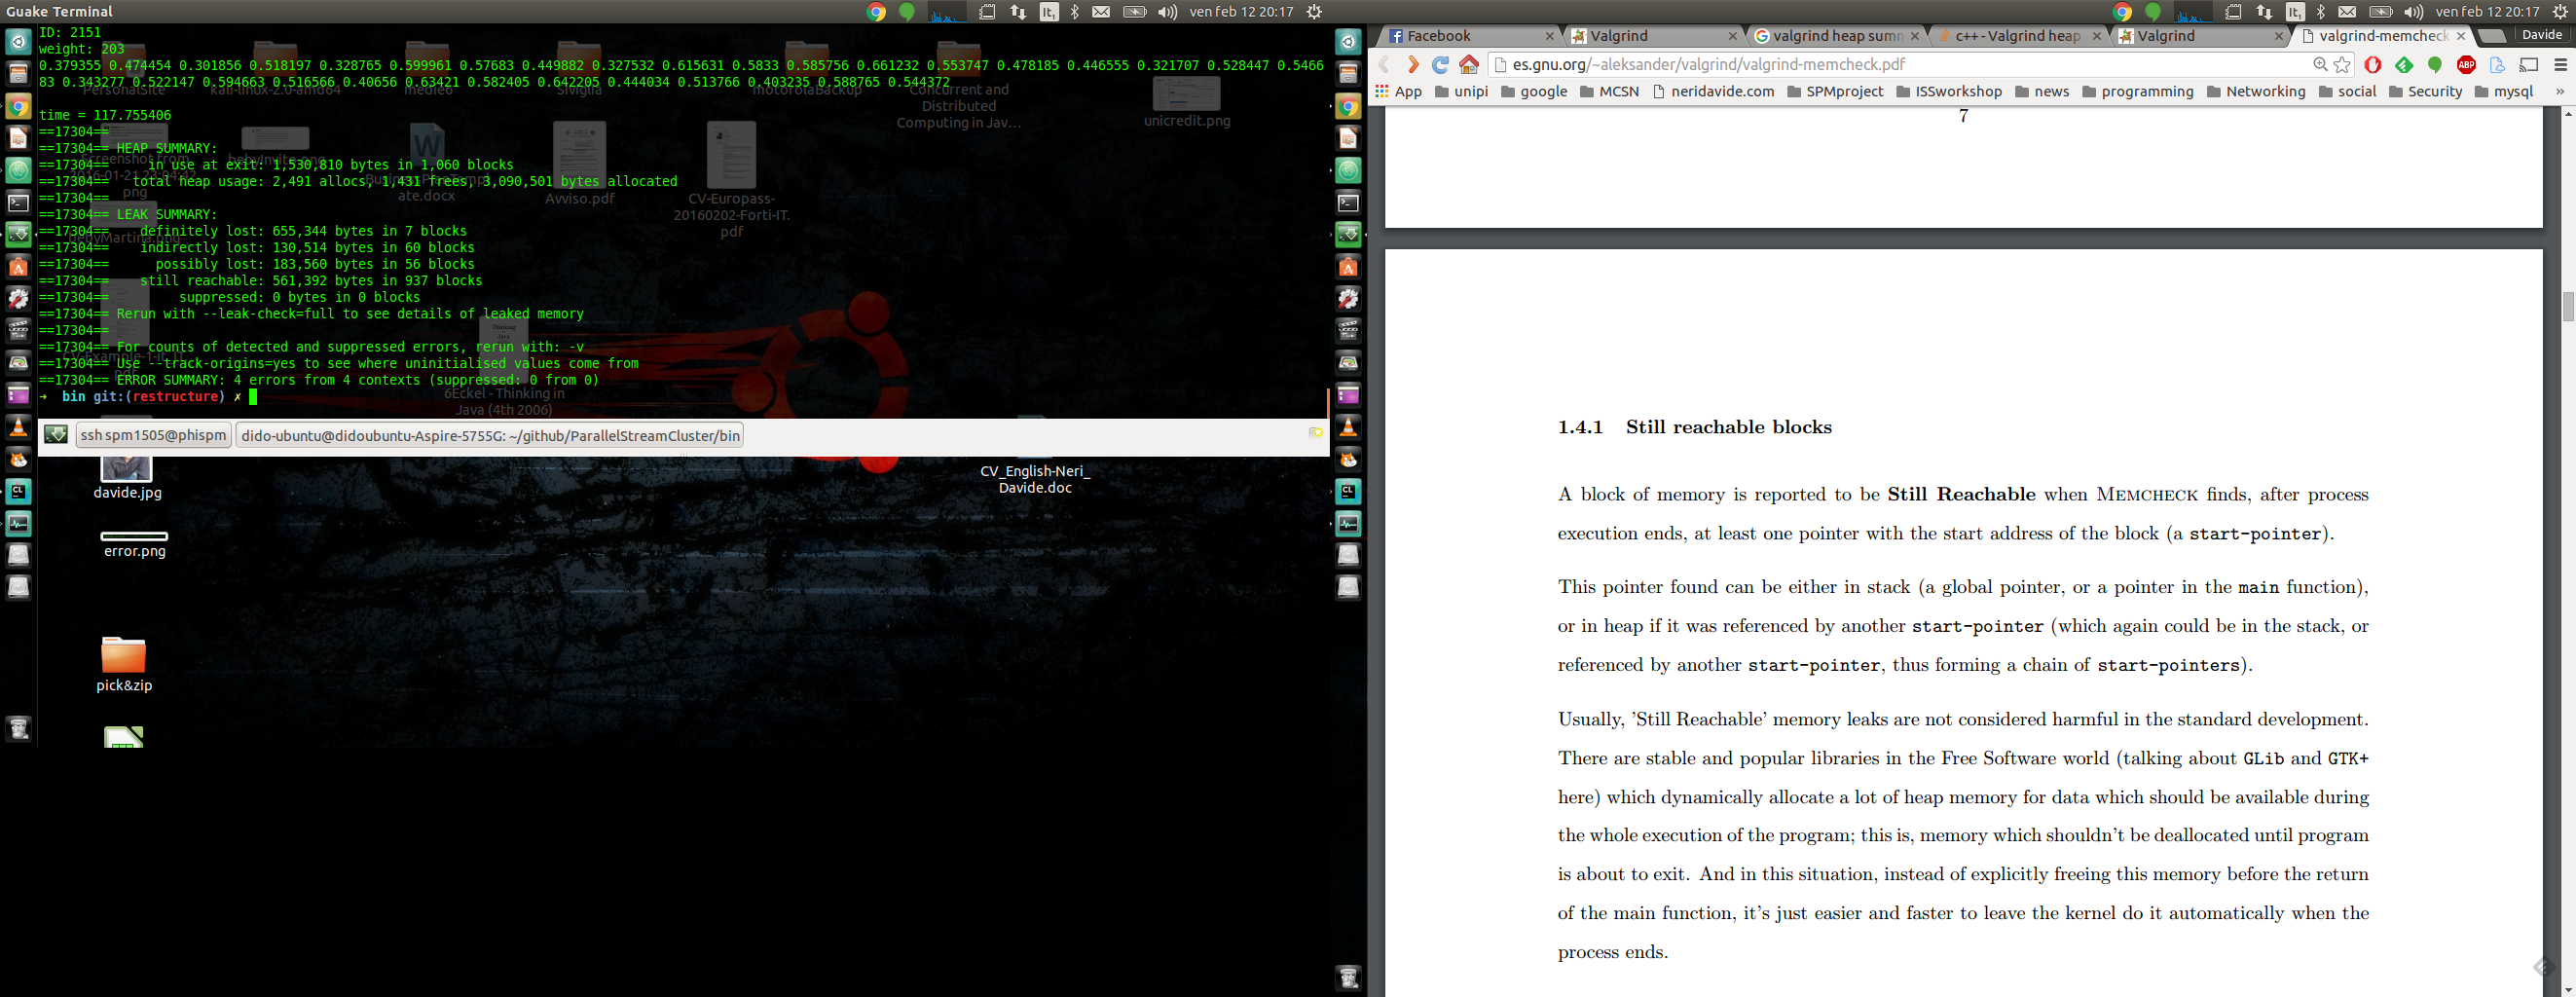 Guake Terminal
It₁
ven feb 12 20:17
It₁
ven feb 12 20:17
ID: 2151
weight: 203
0.379355 0.474454 0.301856 0.518197 0.328765 0.599961 0.57683 0.449882 0.327532 0.615631 0.5833 0.585756 0.661232 0.553747 0.478185 0.446555 0.321707 0.528447 0.5466
83 0.343277 0.522147 0.594663 0.516566 0.40656 0.63421 0.582405 0.642205 0.444034 0.513766 0.403235 0.588765 0.544372
time = 117.755406
==17304==
==17304== HEAP SUMMARY:
==17304==     in use at exit: 1,530,810 bytes in 1,060 blocks
==17304==   total heap usage: 2,491 allocs, 1,431 frees, 3,090,501 bytes allocated
==17304==
==17304== LEAK SUMMARY:
==17304==    definitely lost: 655,344 bytes in 7 blocks
==17304==    indirectly lost: 130,514 bytes in 60 blocks
==17304==      possibly lost: 183,560 bytes in 56 blocks
==17304==    still reachable: 561,392 bytes in 937 blocks
==17304==         suppressed: 0 bytes in 0 blocks
==17304== Rerun with --leak-check=full to see details of leaked memory
==17304==
==17304== For counts of detected and suppressed errors, rerun with: -v
==17304== Use --track-origins=yes to see where uninitialised values come from
==17304== ERROR SUMMARY: 4 errors from 4 contexts (suppressed: 0 from 0)
➜  bin git:(restructure) ✗
PersonalSite
kali-linux-2.0-amd64
Siviglia
motorolaBackup
Concurrent and
Distributed
Computing in Jav...
unicredit.png
Screenshot from
png
ate.docx
Avviso.pdf
CV-Europass-
20160202-Forti-IT.
pdf
6Eckel - Thinking in
Java (4th 2006)
ssh spm1505@phispm
dido-ubuntu@didoubuntu-Aspire-5755G: ~/github/ParallelStreamCluster/bin
davide.jpg
CV_English-Neri_
Davide.doc
error.png
pick&zip
Facebook
Valgrind
valgrind heap summ
c++ - Valgrind heap
Valgrind
valgrind-memcheck
Davide
es.gnu.org/~aleksander/valgrind/valgrind-memcheck.pdf
ABP
App
unipi
google
MCSN
neridavide.com
SPMproject
ISSworkshop
news
programming
Networking
social
Security
mysql
»
7
1.4.1 Still reachable blocks
A block of memory is reported to be Still Reachable when MEMCHECK finds, after process
execution ends, at least one pointer with the start address of the block (a start-pointer).
This pointer found can be either in stack (a global pointer, or a pointer in the main function),
or in heap if it was referenced by another start-pointer (which again could be in the stack, or
referenced by another start-pointer, thus forming a chain of start-pointers).
Usually, 'Still Reachable' memory leaks are not considered harmful in the standard development.
There are stable and popular libraries in the Free Software world (talking about GLib and GTK+
here) which dynamically allocate a lot of heap memory for data which should be available during
the whole execution of the program; this is, memory which shouldn't be deallocated until program
is about to exit. And in this situation, instead of explicitly freeing this memory before the return
of the main function, it's just easier and faster to leave the kernel do it automatically when the
process ends.